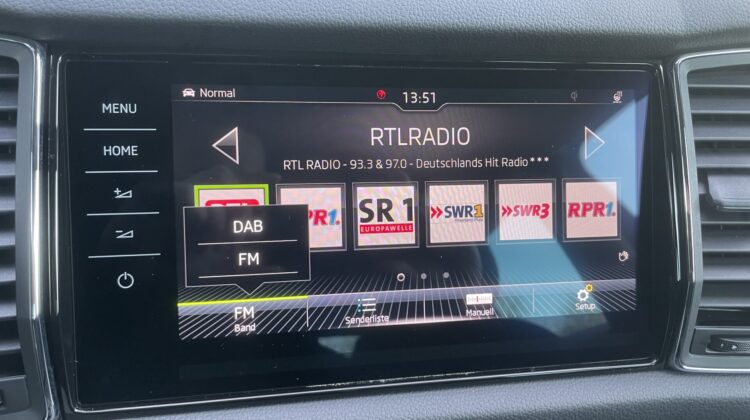 MENU
HOME
Normal
13:51
RTLRADIO
RTL RADIO - 93.3 & 97.0 - Deutschlands Hit Radio***
PR1.
SR 1
EUROPAWELLE
SWR1
SWR3
RPR1.
DAB
FM
FM
Band
Senderliste
Manuell
Setup